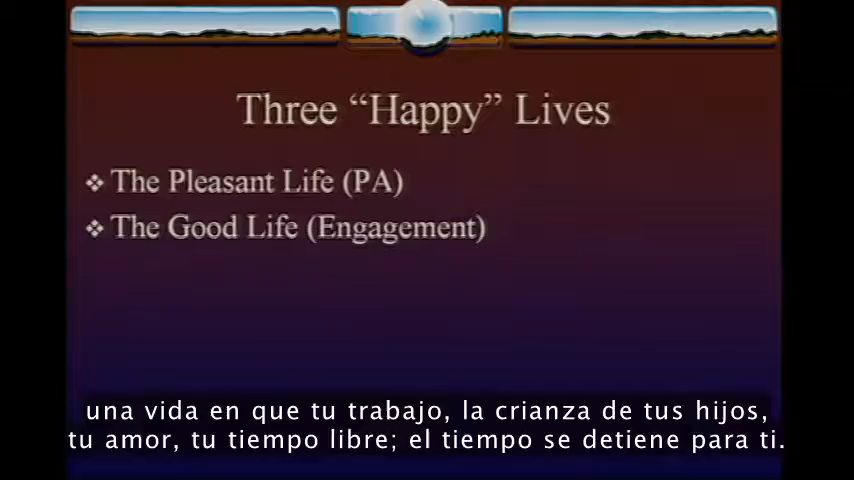 Three “Happy” Lives
❖ The Pleasant Life (PA)
❖ The Good Life (Engagement)
una vida en que tu trabajo, la crianza de tus hijos,
tu amor, tu tiempo libre; el tiempo se detiene para ti.